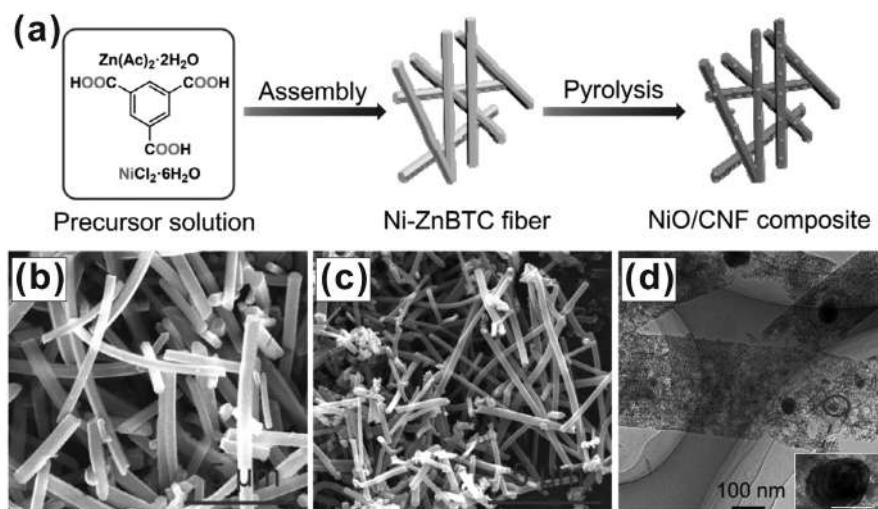 (a)
Zn(Ac)₂·2H₂O
HOOC COOH
COOH
NiCl₂·6H₂O
Precursor solution
Assembly
Ni-ZnBTC fiber
Pyrolysis
NiO/CNF composite
(b)
μm
(c)
(d)
100 nm